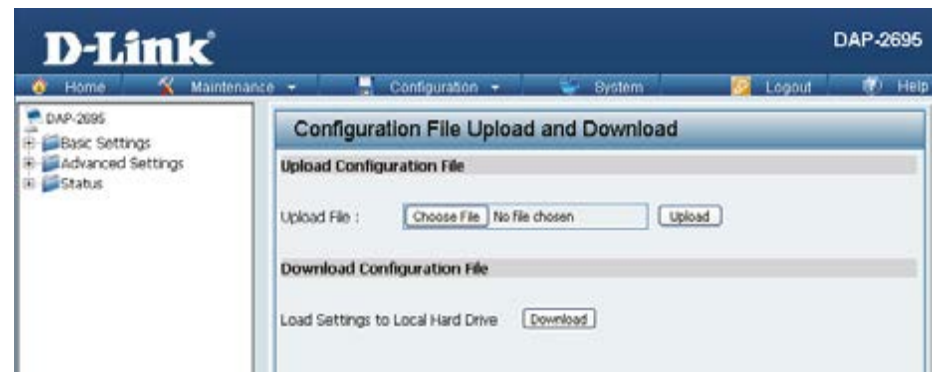 D-Link
DAP-2695
Home Maintenance Configuration System Logout Help
DAP-2695
Basic Settings
Advanced Settings
Status
Configuration File Upload and Download
Upload Configuration File
Upload File : Choose File No file chosen Upload
Download Configuration File
Load Settings to Local Hard Drive Download